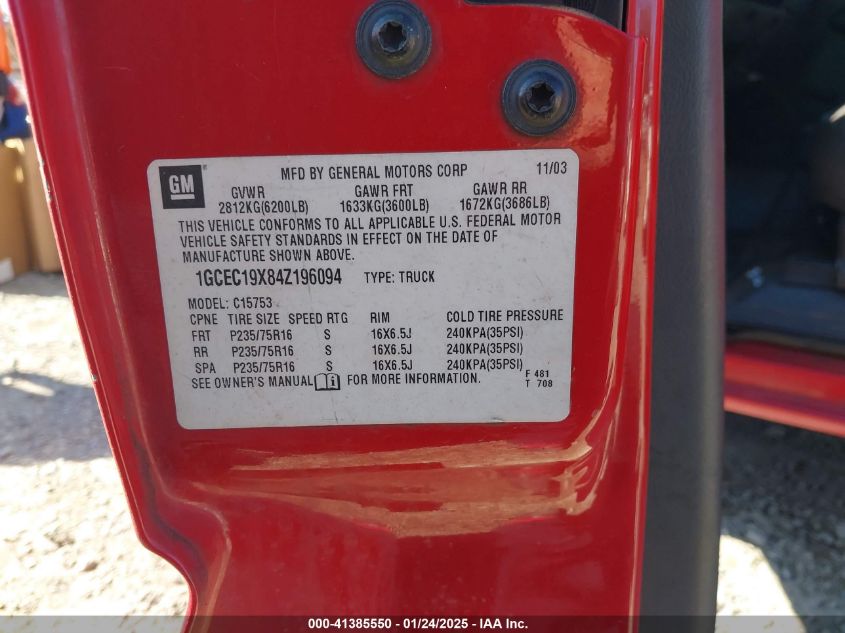 GM
MFD BY GENERAL MOTORS CORP 11/03
GVWR GAWR FRT GAWR RR
2812KG(6200LB) 1633KG(3600LB) 1672KG(3686LB)
THIS VEHICLE CONFORMS TO ALL APPLICABLE U.S. FEDERAL MOTOR
VEHICLE SAFETY STANDARDS IN EFFECT ON THE DATE OF
MANUFACTURE SHOWN ABOVE.
1GCEC19X84Z196094 TYPE: TRUCK
MODEL: C15753
CPNE TIRE SIZE SPEED RTG RIM COLD TIRE PRESSURE
FRT P235/75R16 S 16X6.5J 240KPA(35PSI)
RR P235/75R16 S 16X6.5J 240KPA(35PSI)
SPA P235/75R16 S 16X6.5J 240KPA(35PSI)
SEE OWNER'S MANUAL FOR MORE INFORMATION.
F 481
T 708
000-41385550 - 01/24/2025 - IAA Inc.